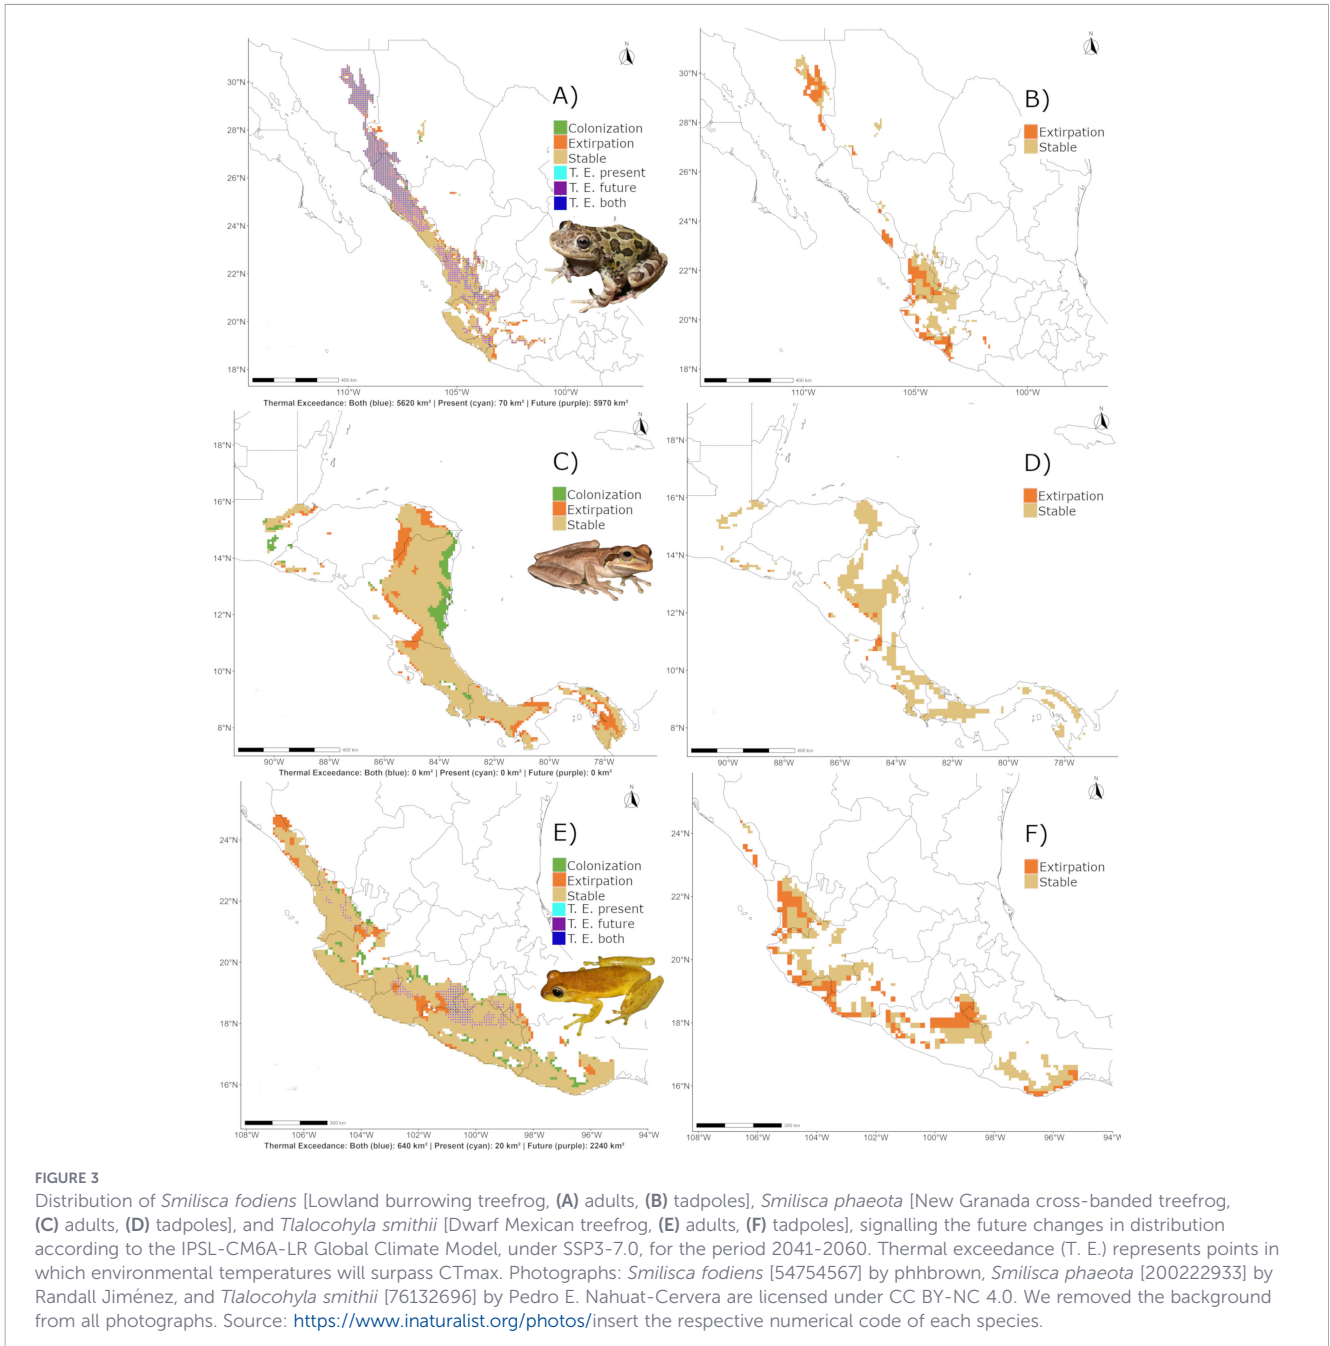 N
30°N
28°N
26°N
24°N
22°N
20°N
18°N
A)
Colonization
Extirpation
Stable
T. E. present
T. E. future
T. E. both
400 km
110°W 105°W 100°W
Thermal Exceedance: Both (blue): 5620 km² | Present (cyan): 70 km² | Future (purple): 5970 km²
N
30°N
28°N
26°N
24°N
22°N
20°N
18°N
B)
Extirpation
Stable
400 km
110°W 105°W 100°W
N
18°N
16°N
14°N
12°N
10°N
8°N
C)
Colonization
Extirpation
Stable
400 km
90°W 88°W 86°W 84°W 82°W 80°W 78°W
Thermal Exceedance: Both (blue): 0 km² | Present (cyan): 0 km² | Future (purple): 0 km²
N
18°N
16°N
14°N
12°N
10°N
8°N
D)
Extirpation
Stable
400 km
90°W 88°W 86°W 84°W 82°W 80°W 78°W
N
24°N
22°N
20°N
18°N
16°N
E)
Colonization
Extirpation
Stable
T. E. present
T. E. future
T. E. both
300 km
108°W 106°W 104°W 102°W 100°W 98°W 96°W 94°W
Thermal Exceedance: Both (blue): 640 km² | Present (cyan): 20 km² | Future (purple): 2240 km²
N
24°N
22°N
20°N
18°N
16°N
F)
Extirpation
Stable
300 km
108°W 106°W 104°W 102°W 100°W 98°W 96°W 94°W
FIGURE 3
Distribution of Smilisca fodiens [Lowland burrowing treefrog, (A) adults, (B) tadpoles], Smilisca phaeota [New Granada cross-banded treefrog,
(C) adults, (D) tadpoles], and Tlalocohyla smithii [Dwarf Mexican treefrog, (E) adults, (F) tadpoles], signalling the future changes in distribution
according to the IPSL-CM6A-LR Global Climate Model, under SSP3-7.0, for the period 2041-2060. Thermal exceedance (T. E.) represents points in
which environmental temperatures will surpass CTmax. Photographs: Smilisca fodiens [54754567] by phhbrown, Smilisca phaeota [200222933] by
Randall Jiménez, and Tlalocohyla smithii [76132696] by Pedro E. Nahuat-Cervera are licensed under CC BY-NC 4.0. We removed the background
from all photographs. Source: https://www.inaturalist.org/photos/insert the respective numerical code of each species.